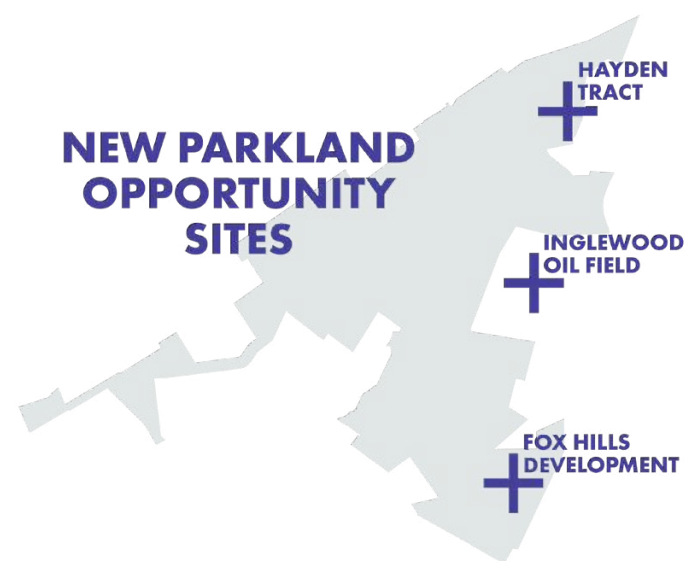 NEW PARKLAND
OPPORTUNITY
SITES
HAYDEN
TRACT
INGLEWOOD
OIL FIELD
FOX HILLS
DEVELOPMENT